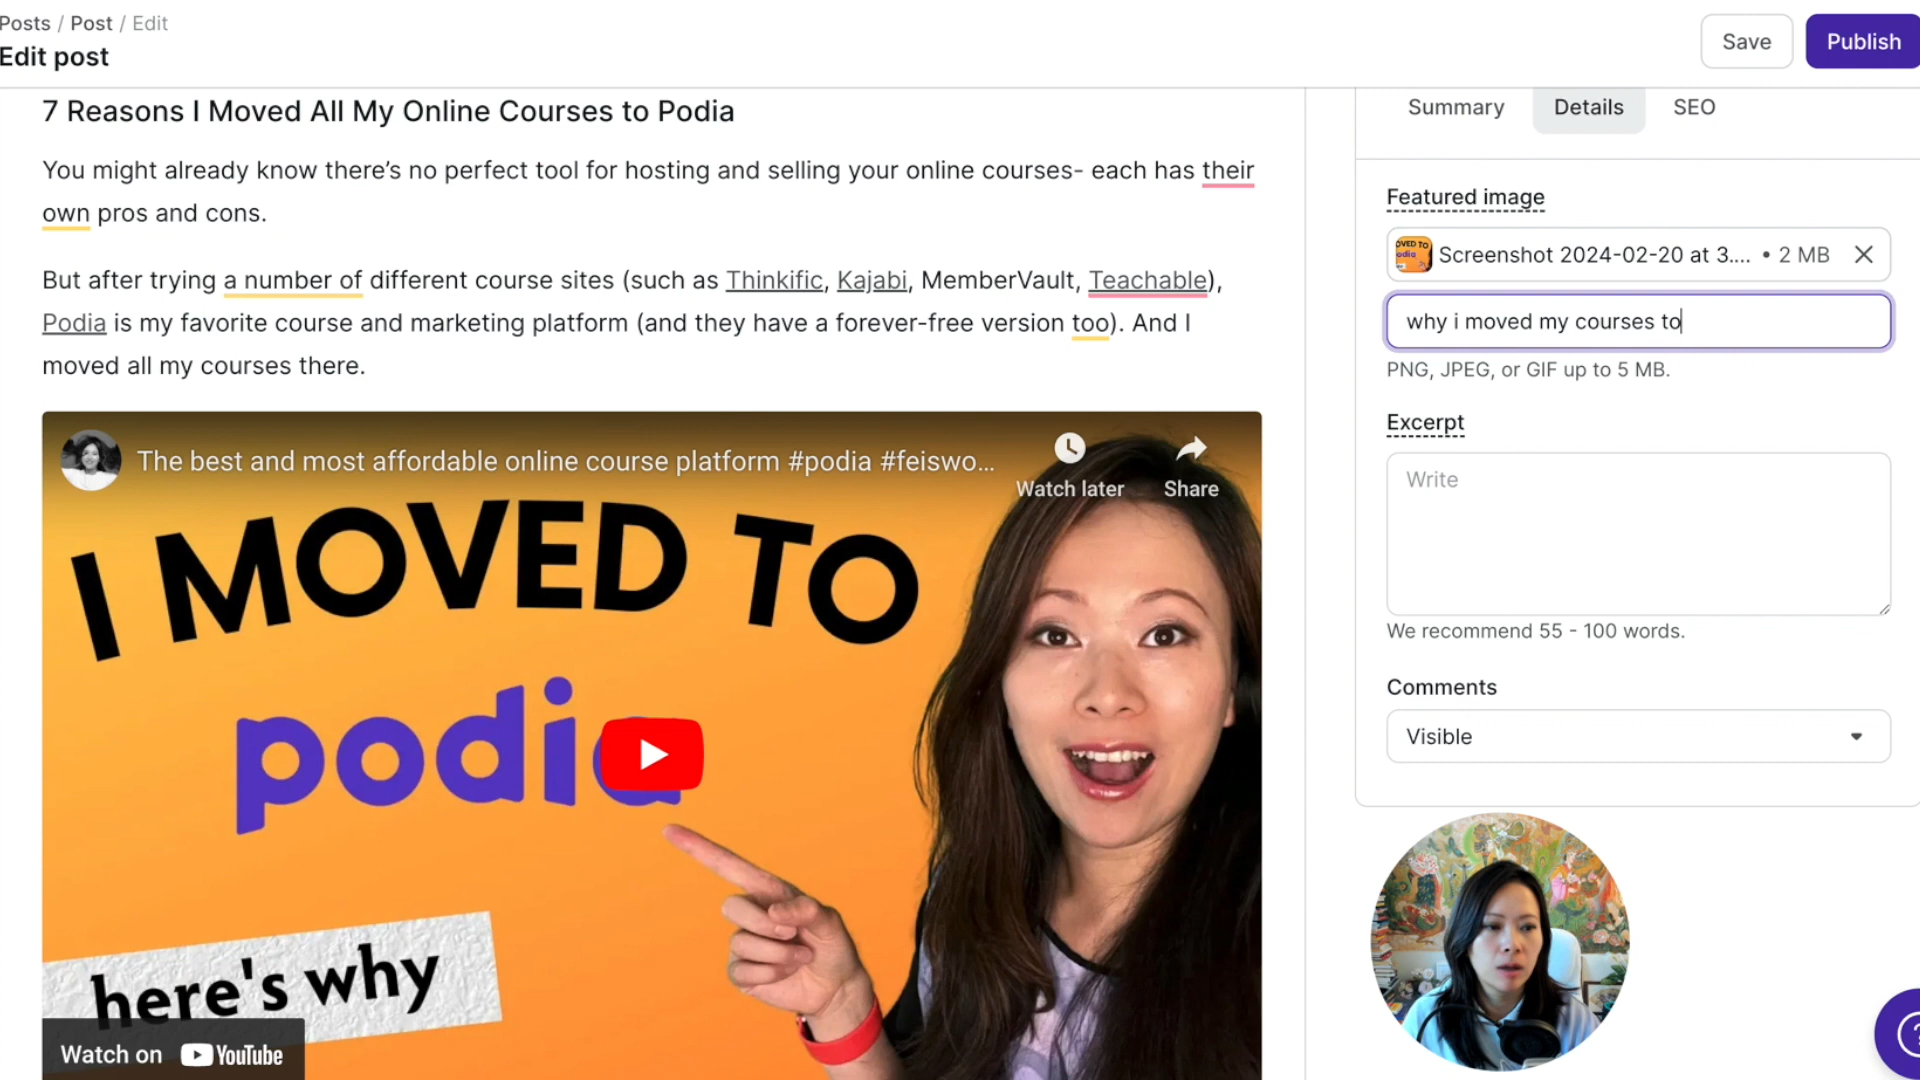 Posts / Post / Edit
Edit post
Save
Publish
7 Reasons I Moved All My Online Courses to Podia
You might already know there’s no perfect tool for hosting and selling your online courses- each has their
own pros and cons.
But after trying a number of different course sites (such as Thinkific, Kajabi, MemberVault, Teachable),
Podia is my favorite course and marketing platform (and they have a forever-free version too). And I
moved all my courses there.
The best and most affordable online course platform #podia #feiswo...
Watch later
Share
I MOVED TO
podia
here's why
Watch on YouTube
Summary
Details
SEO
Featured image
Screenshot 2024-02-20 at 3.... • 2 MB
why i moved my courses to
PNG, JPEG, or GIF up to 5 MB.
Excerpt
Write
We recommend 55 - 100 words.
Comments
Visible